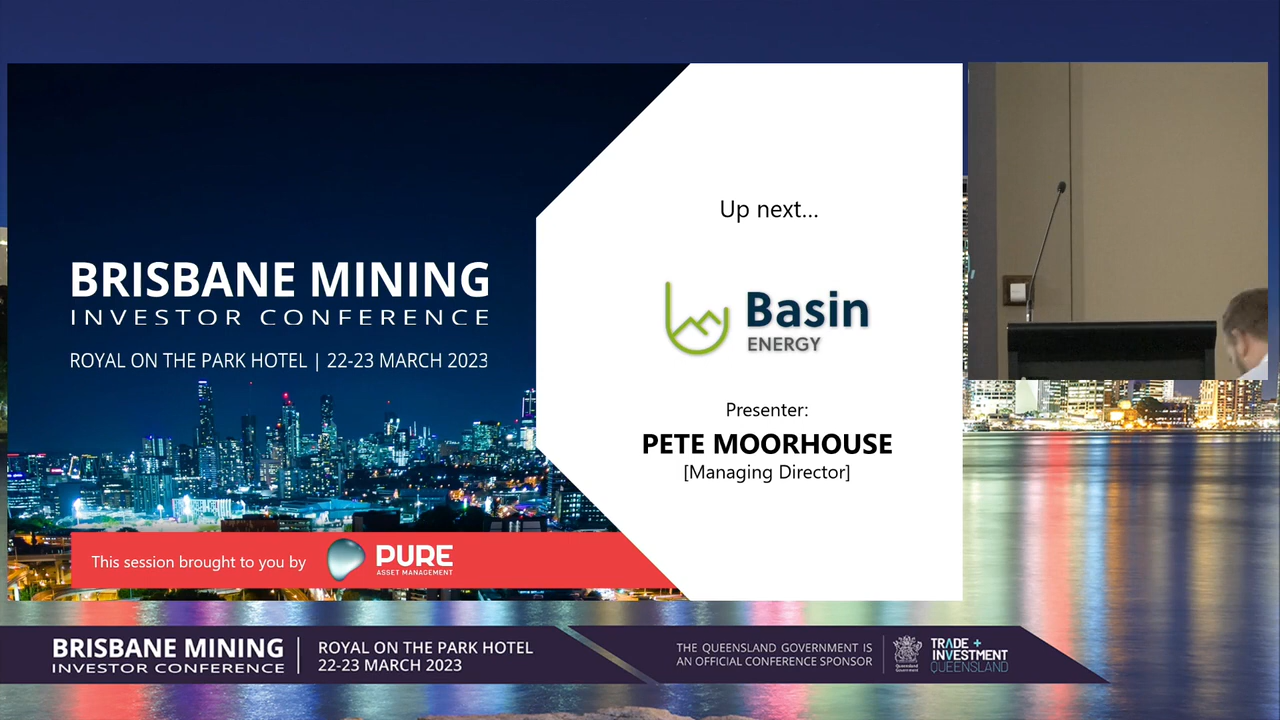 BRISBANE MINING
INVESTOR CONFERENCE
ROYAL ON THE PARK HOTEL | 22-23 MARCH 2023
This session brought to you by
PURE
ASSET MANAGEMENT
Up next...
Basin
ENERGY
Presenter:
PETE MOORHOUSE
[Managing Director]
BRISBANE MINING
INVESTOR CONFERENCE
ROYAL ON THE PARK HOTEL
22-23 MARCH 2023
THE QUEENSLAND GOVERNMENT IS
AN OFFICIAL CONFERENCE SPONSOR
Queensland
Government
TRADE +
INVESTMENT
QUEENSLAND